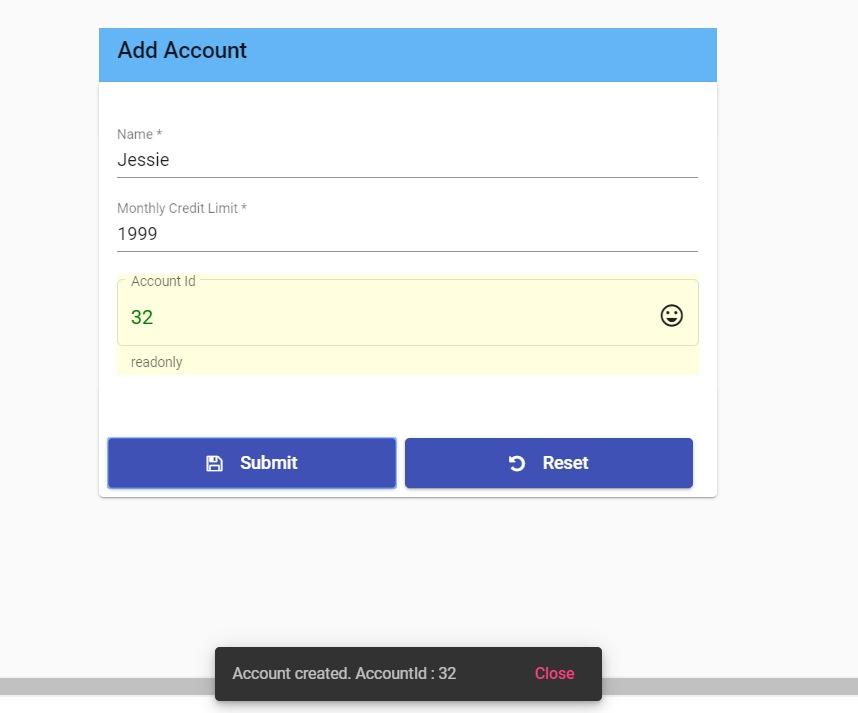 Add Account
Name *
Jessie
Monthly Credit Limit *
1999
Account Id
32
readonly
Submit
Reset
Account created. AccountId : 32
Close